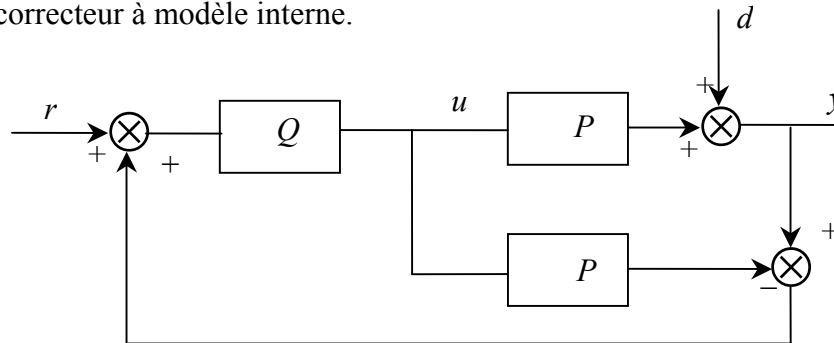 correcteur à modèle interne.
d
+
r
Q
u
P
y
+
+
+
+
P
−